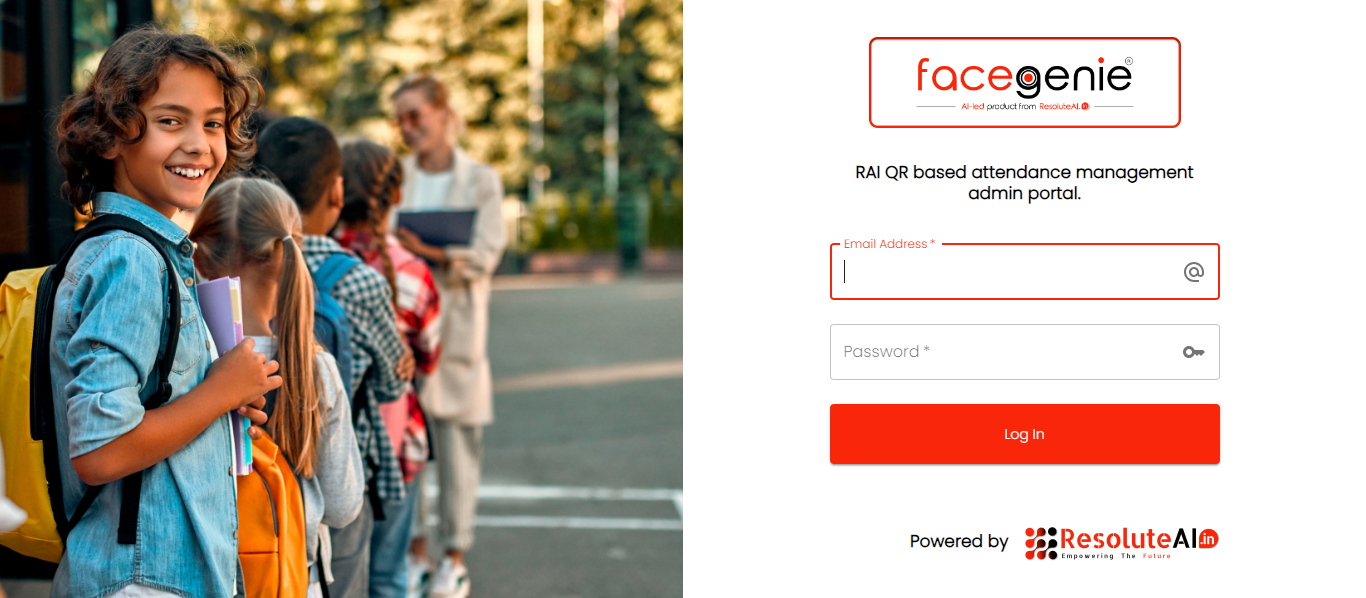 facegenie®
AI-led product from ResoluteAI.in
RAI QR based attendance management
admin portal.
Email Address *
@
Password *
Log In
Powered by ResoluteAI.in
Empowering The Future